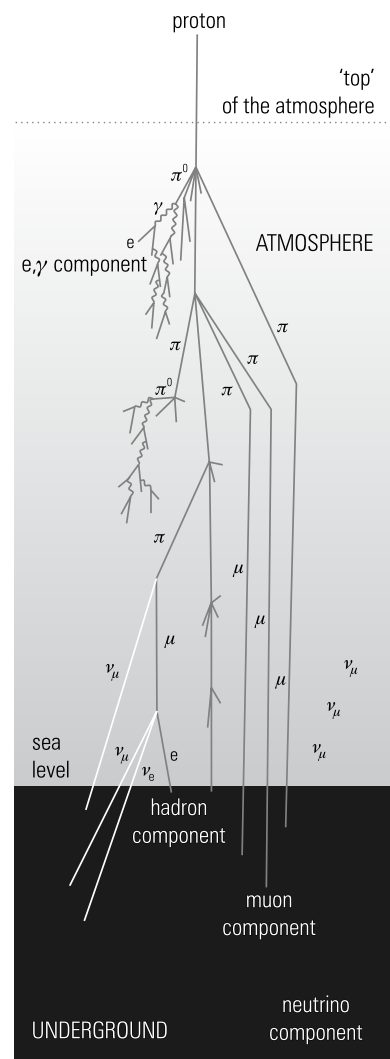 proton
‘top’
of the atmosphere
π⁰
γ
e
ATMOSPHERE
e,γ component
π
π
π
π⁰
π
π
μ
μ
μ
μ
ν_μ
ν_μ
ν_μ
ν_μ
sea
level
ν_μ
ν_e
e
hadron
component
muon
component
neutrino
component
UNDERGROUND